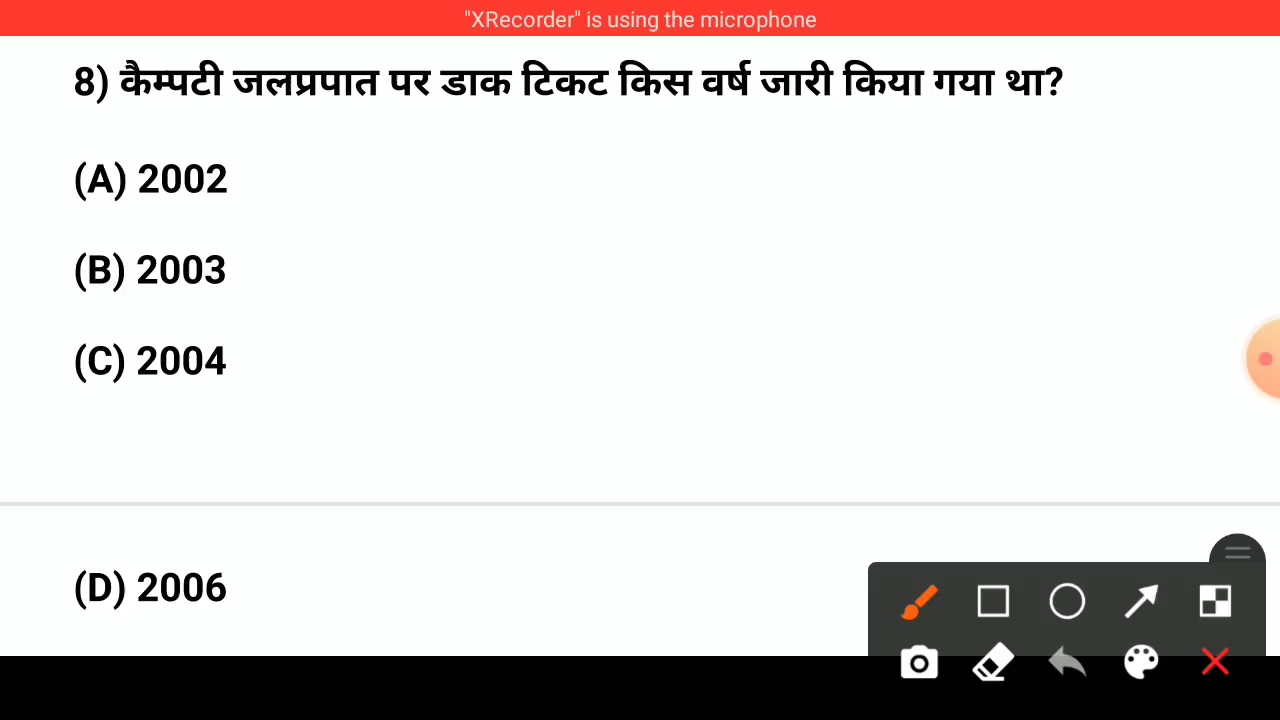 "XRecorder" is using the microphone
8) कैम्पटी जलप्रपात पर डाक टिकट किस वर्ष जारी किया गया था?
(A) 2002
(B) 2003
(C) 2004
(D) 2006